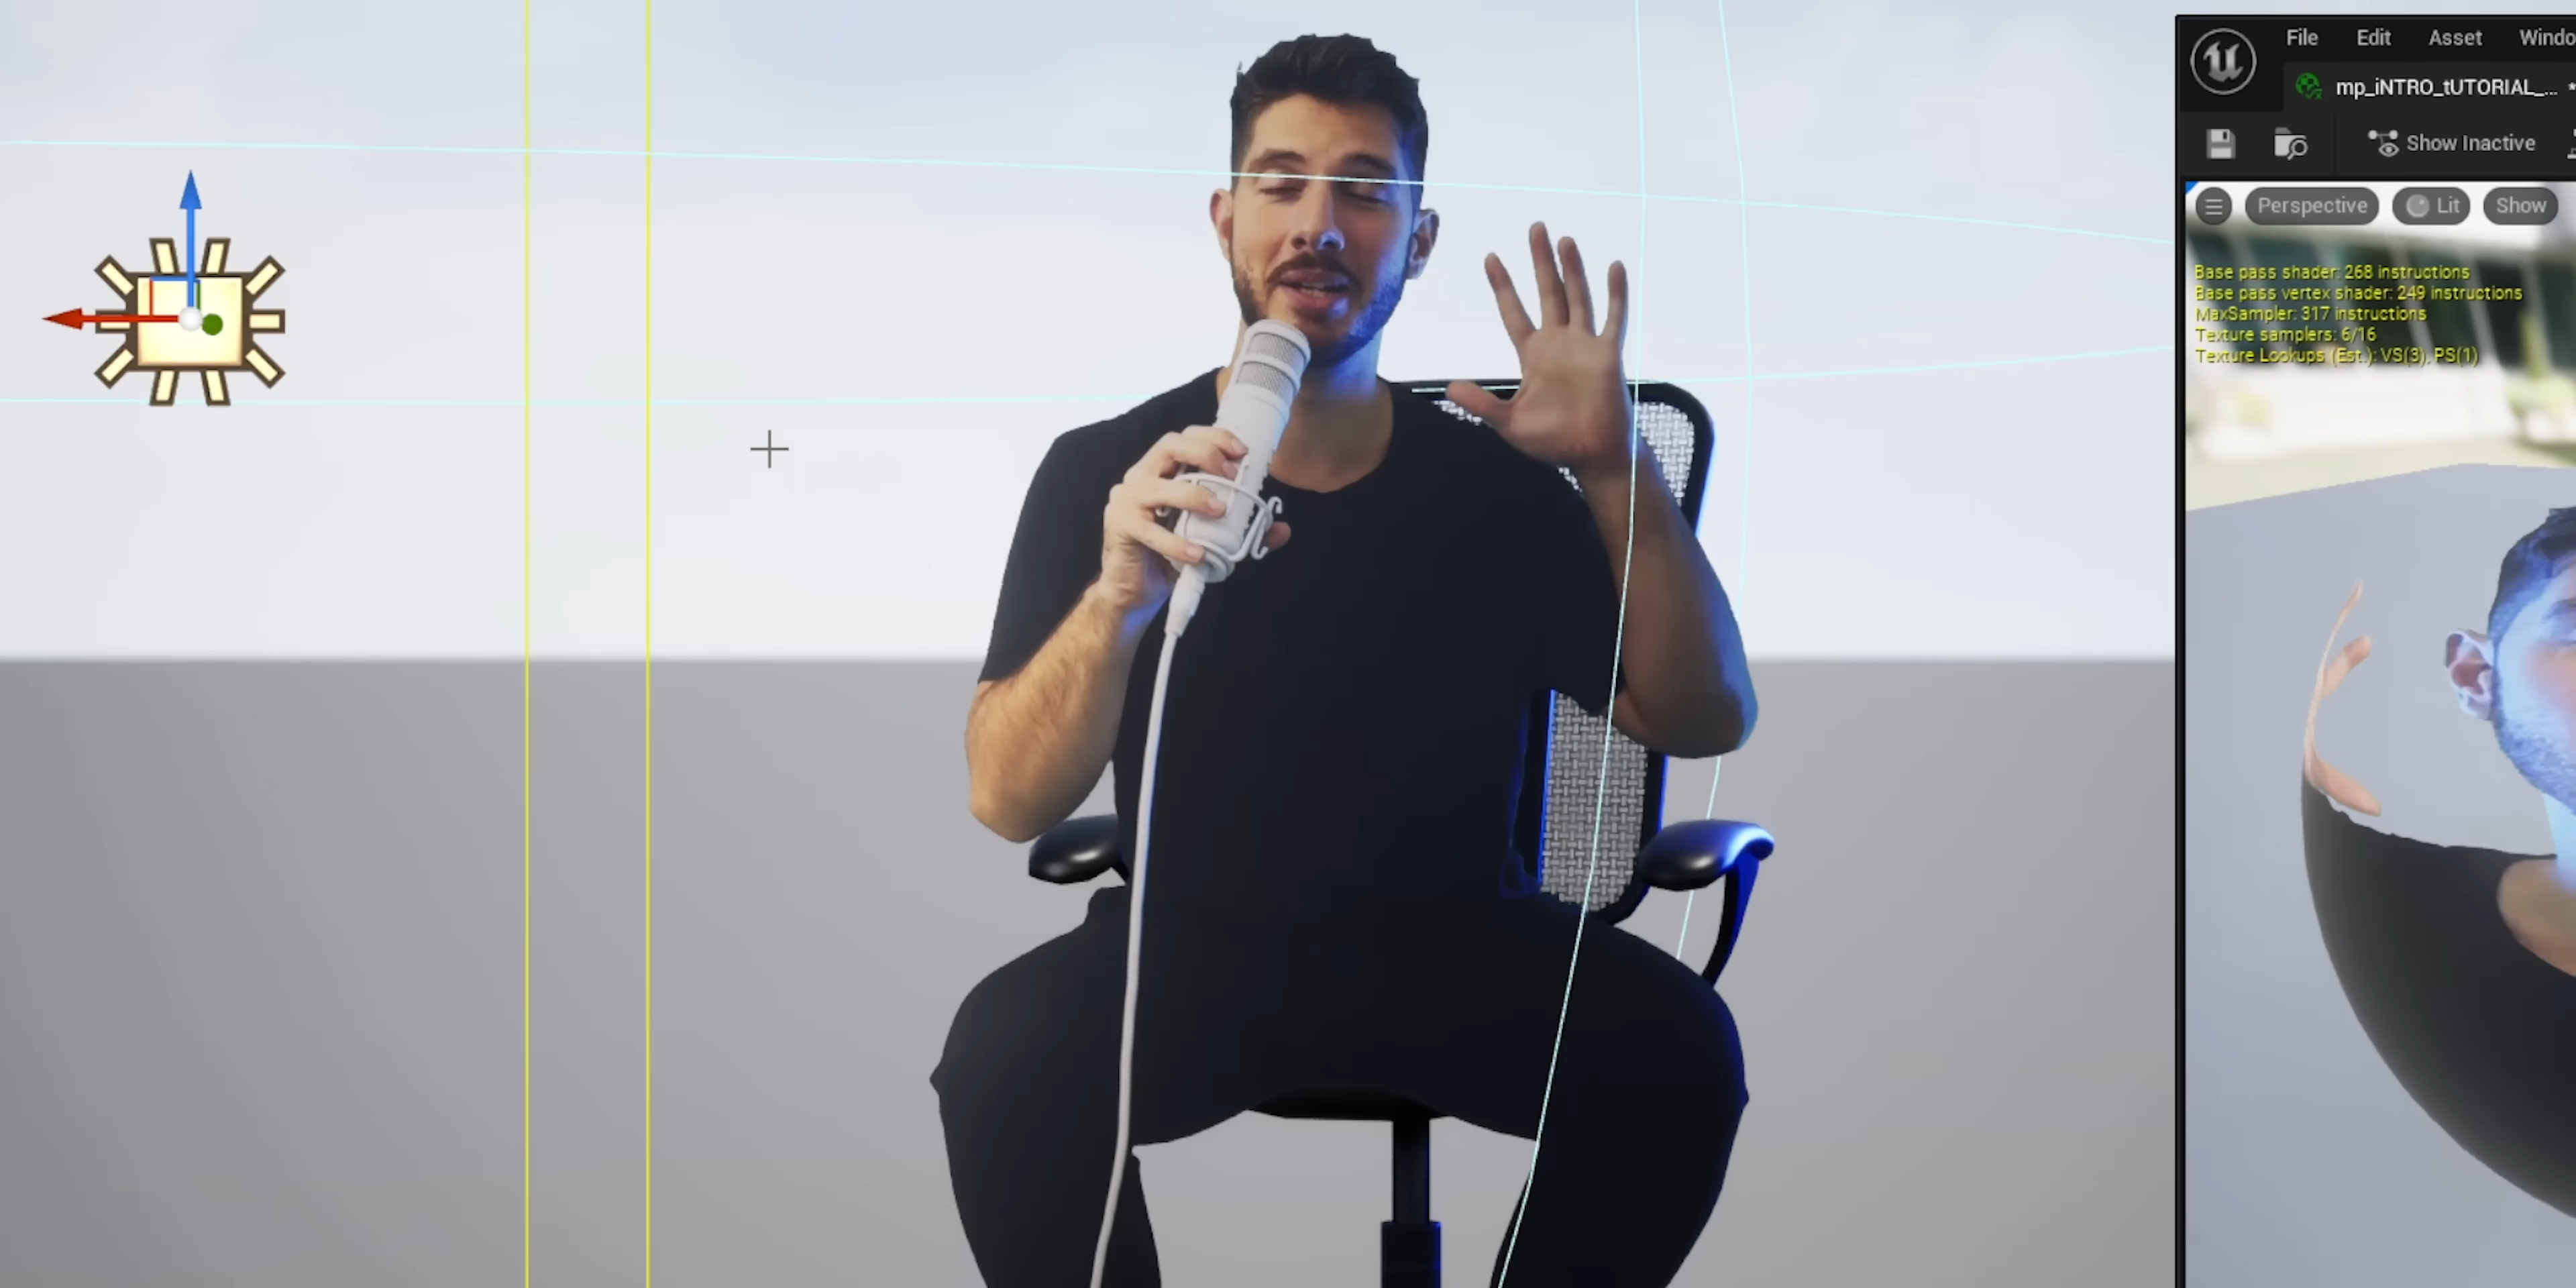 File Edit Asset
mp_iNTRO_tUTORIAL_... *
Show Inactive
Perspective Lit Show
Base pass shader: 268 instructions
Base pass vertex shader: 249 instructions
MaxSampler: 317 instructions
Texture samplers: 6/16
Texture Lookups (Est.): VS(3), PS(1)